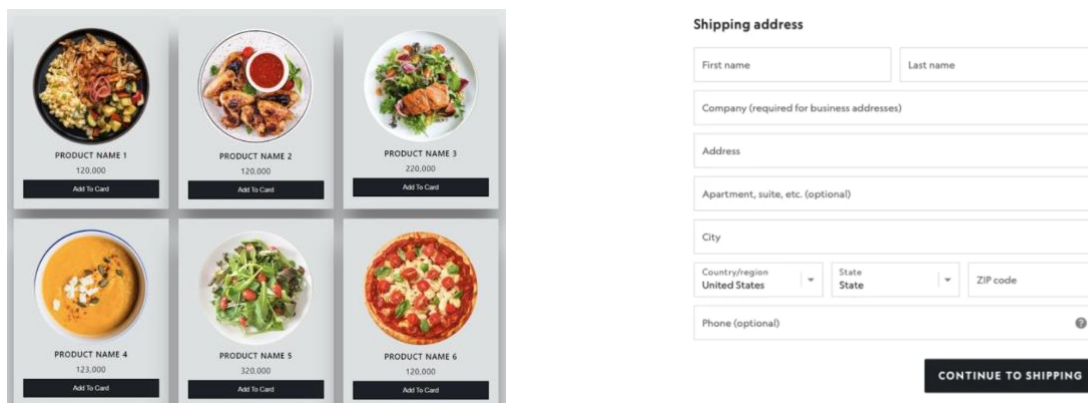 PRODUCT NAME 1
120,000
Add To Card
PRODUCT NAME 2
120,000
Add To Card
PRODUCT NAME 3
220,000
Add To Card
PRODUCT NAME 4
123,000
Add To Card
PRODUCT NAME 5
320,000
Add To Card
PRODUCT NAME 6
120,000
Add To Card
Shipping address
First name
Last name
Company (required for business addresses)
Address
Apartment, suite, etc. (optional)
City
Country/region
United States
State
State
ZIP code
Phone (optional)
?
CONTINUE TO SHIPPING